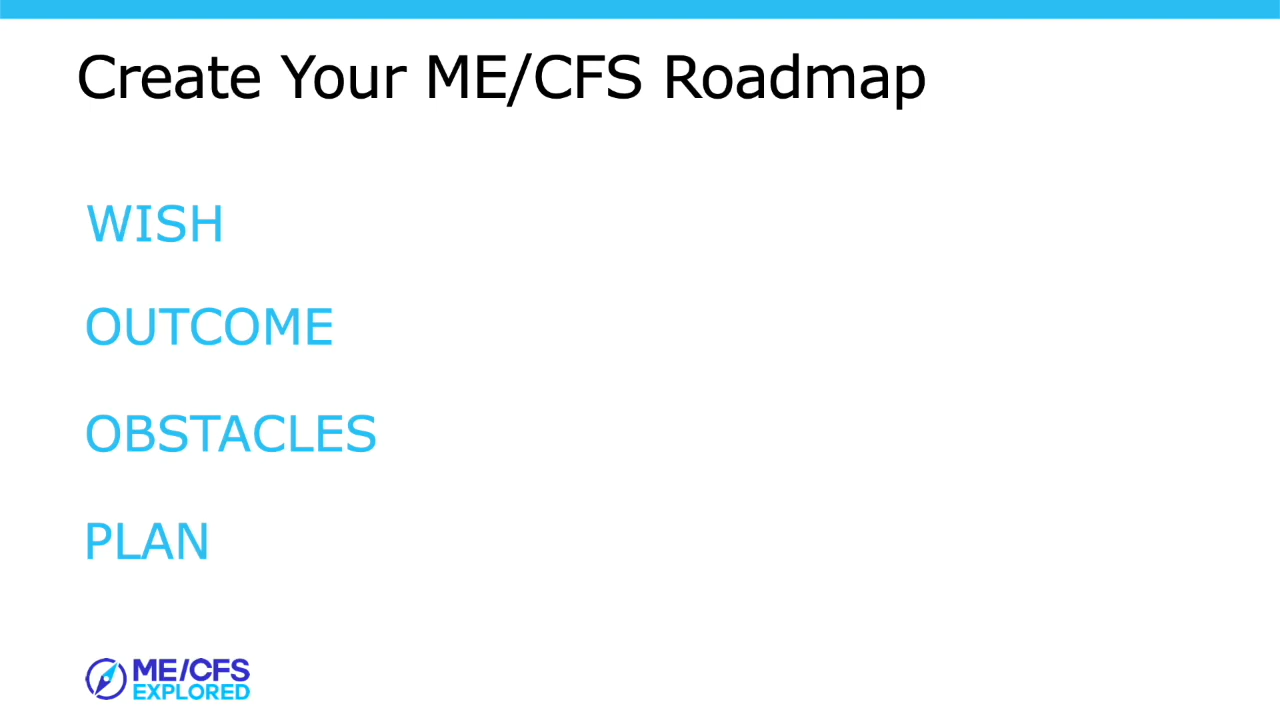 Create Your ME/CFS Roadmap
WISH
OUTCOME
OBSTACLES
PLAN
ME/CFS
EXPLORED